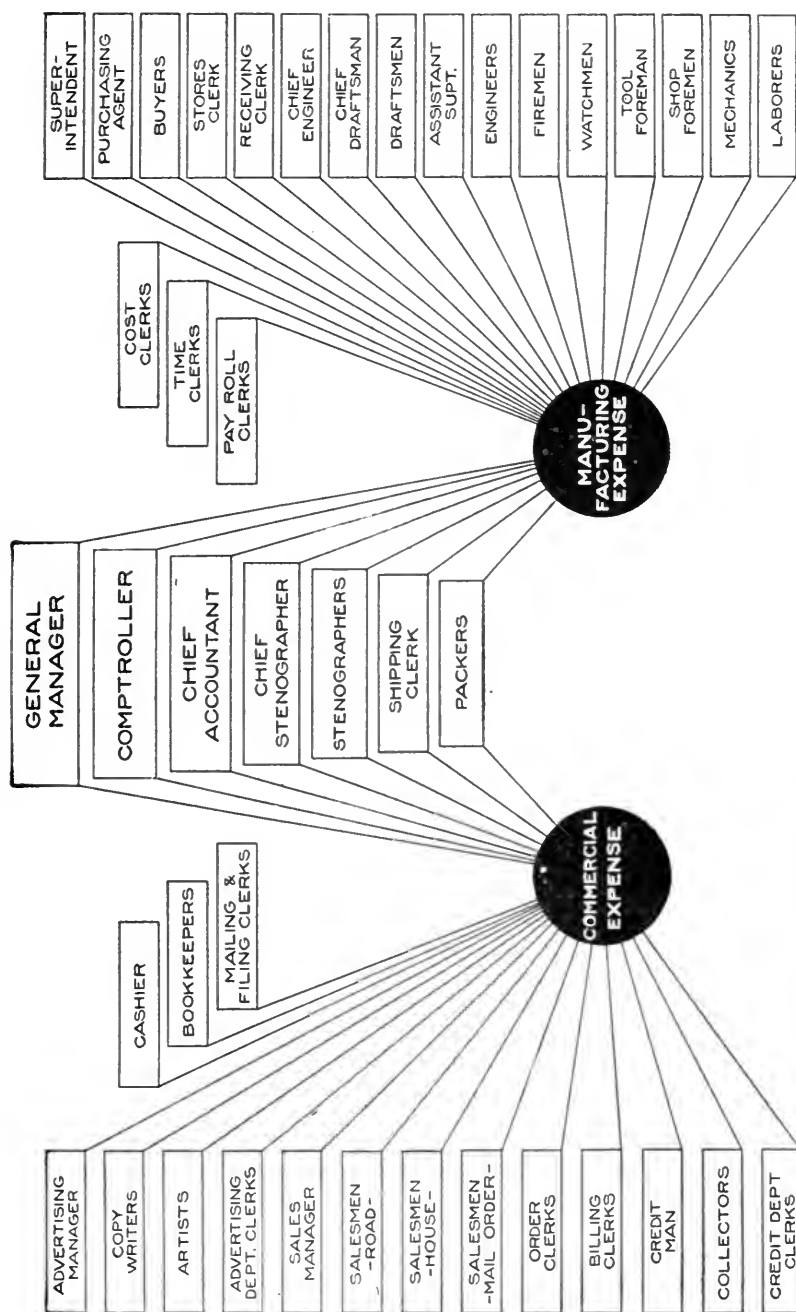 GENERAL
MANAGER
COMPTROLLER
CHIEF
ACCOUNTANT
CHIEF
STENOGRAPHER
STENOGRAPHERS
SHIPPING
CLERK
PACKERS
CASHIER
BOOKKEEPERS
MAILING &
FILING CLERKS
COST
CLERKS
TIME
CLERKS
PAY ROLL
CLERKS
ADVERTISING
MANAGER
COPY
WRITERS
ARTISTS
ADVERTISING
DEPT. CLERKS
SALES
MANAGER
SALESMEN
-ROAD-
SALESMEN
-HOUSE-
SALESMEN
-MAIL ORDER-
ORDER
CLERKS
BILLING
CLERKS
CREDIT
MAN
COLLECTORS
CREDIT DEPT
CLERKS
SUPER-
INTENDENT
PURCHASING
AGENT
BUYERS
STORES
CLERK
RECEIVING
CLERK
CHIEF
ENGINEER
CHIEF
DRAFTSMAN
DRAFTSMEN
ASSISTANT
SUPT.
ENGINEERS
FIREMEN
WATCHMEN
TOOL
FOREMAN
SHOP
FOREMEN
MECHANICS
LABORERS
COMMERCIAL
EXPENSE
MANU-
FACTURING
EXPENSE